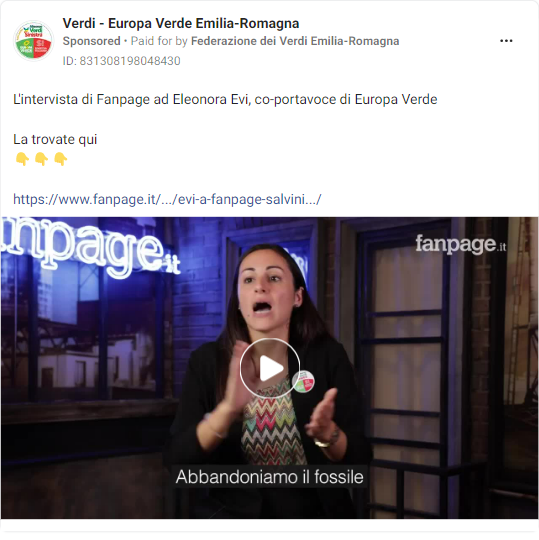 Verdi - Europa Verde Emilia-Romagna
Sponsored • Paid for by Federazione dei Verdi Emilia-Romagna
ID: 831308198048430
L'intervista di Fanpage ad Eleonora Evi, co-portavoce di Europa Verde
La trovate qui
👇👇👇
https://www.fanpage.it/.../evi-a-fanpage-salvini.../
anpage.it
fanpage.it
Abbandoniamo il fossile